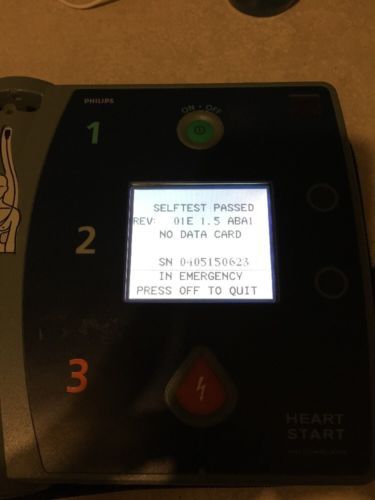 PHILIPS
ON • OFF
1
SELFTEST PASSED
REV: 01E 1.5 ABA1
NO DATA CARD
2
SN 0405150623
IN EMERGENCY
PRESS OFF TO QUIT
3
HEART
START